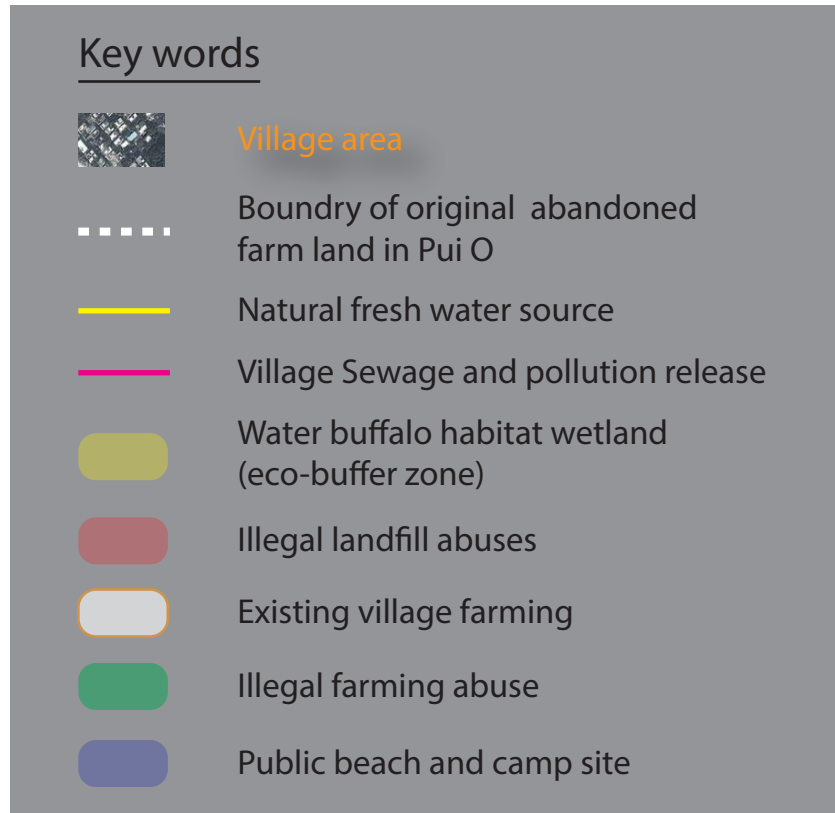 Key words
Village area
Boundry of original abandoned
farm land in Pui O
Natural fresh water source
Village Sewage and pollution release
Water buffalo habitat wetland
(eco-buffer zone)
Illegal landfill abuses
Existing village farming
Illegal farming abuse
Public beach and camp site